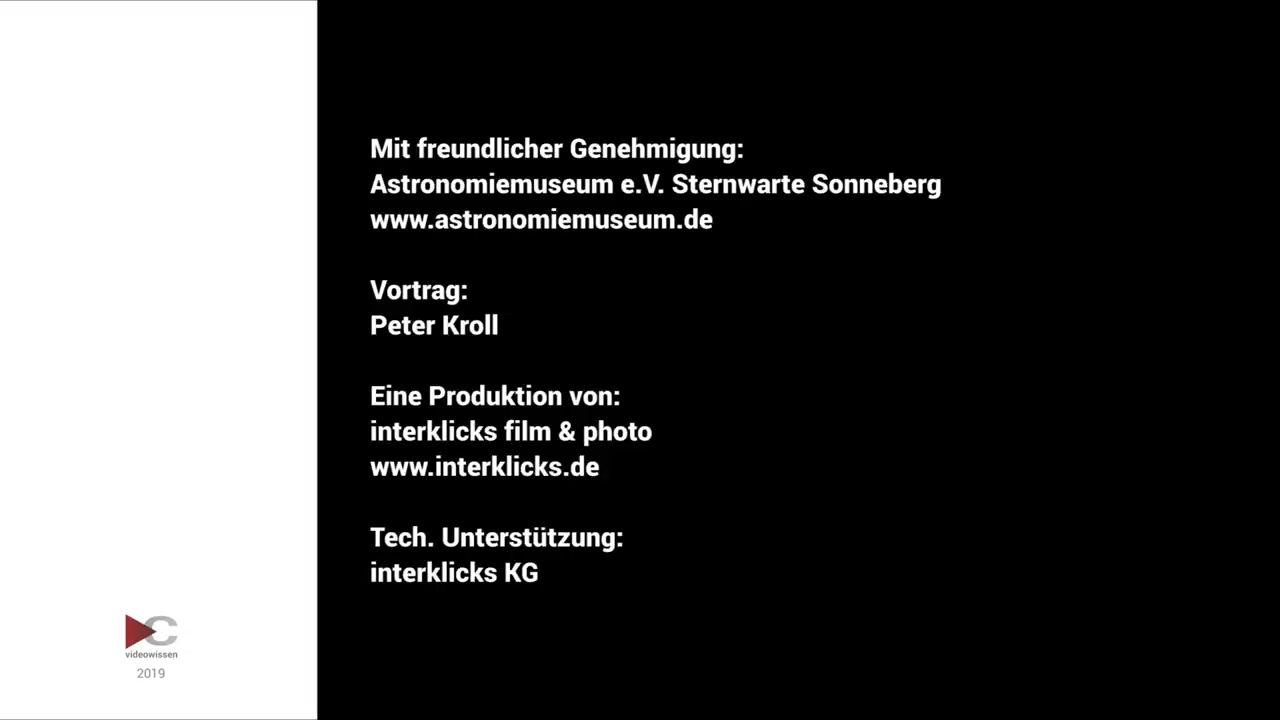 Mit freundlicher Genehmigung:
Astronomiemuseum e.V. Sternwarte Sonneberg
www.astronomiemuseum.de
Vortrag:
Peter Kroll
Eine Produktion von:
interklicks film & photo
www.interklicks.de
Tech. Unterstützung:
interklicks KG
C
videowissen
2019